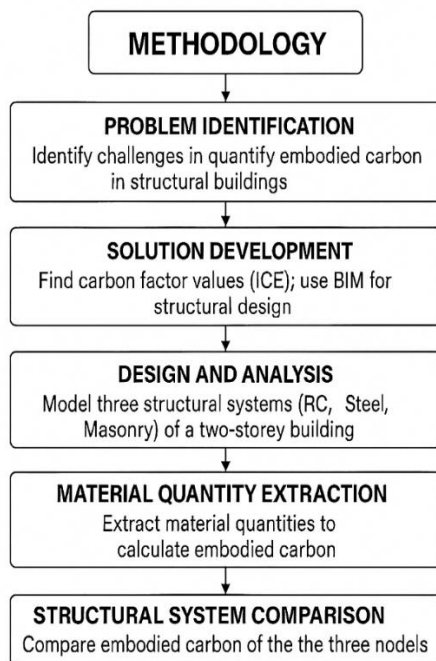 METHODOLOGY
PROBLEM IDENTIFICATION
Identify challenges in quantify embodied carbon
in structural buildings
SOLUTION DEVELOPMENT
Find carbon factor values (ICE); use BIM for
structural design
DESIGN AND ANALYSIS
Model three structural systems (RC, Steel,
Masonry) of a two-storey building
MATERIAL QUANTITY EXTRACTION
Extract material quantities to
calculate embodied carbon
STRUCTURAL SYSTEM COMPARISON
Compare embodied carbon of the the three nodels